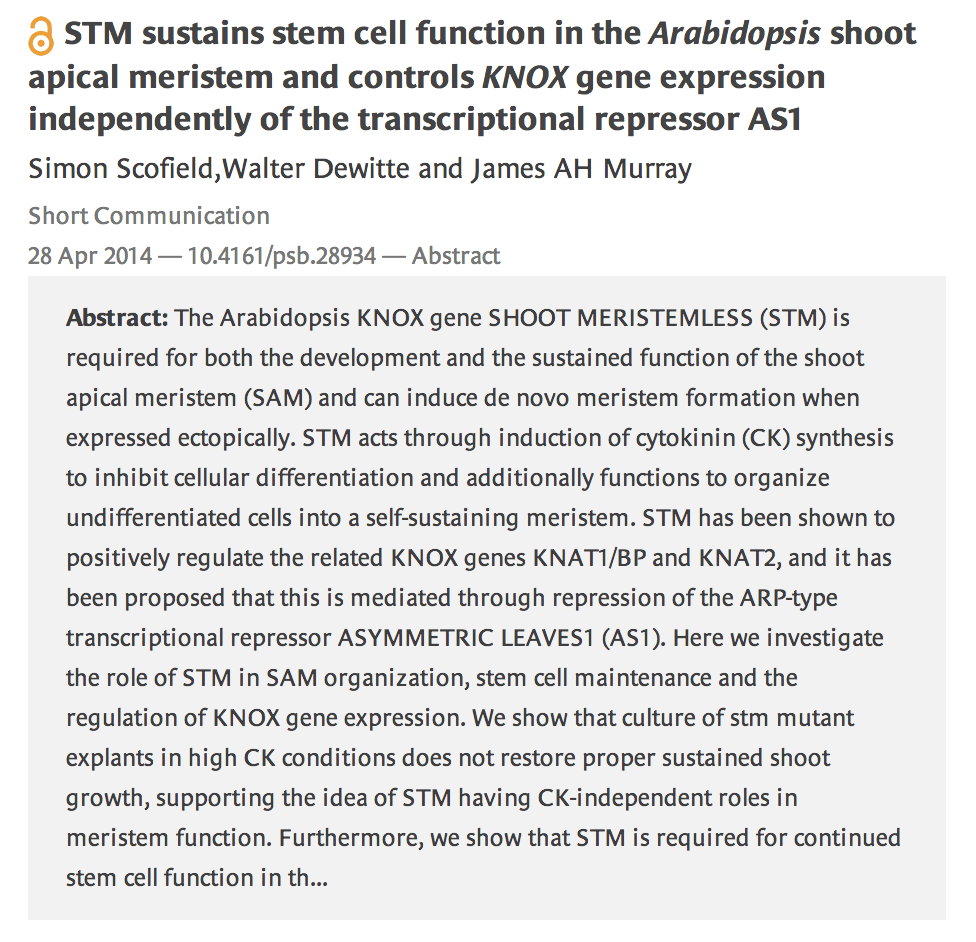 STM sustains stem cell function in the Arabidopsis shoot
apical meristem and controls KNOX gene expression
independently of the transcriptional repressor AS1
Simon Scofield,Walter Dewitte and James AH Murray
Short Communication
28 Apr 2014 — 10.4161/psb.28934 — Abstract
Abstract: The Arabidopsis KNOX gene SHOOT MERISTEMLESS (STM) is
required for both the development and the sustained function of the shoot
apical meristem (SAM) and can induce de novo meristem formation when
expressed ectopically. STM acts through induction of cytokinin (CK) synthesis
to inhibit cellular differentiation and additionally functions to organize
undifferentiated cells into a self-sustaining meristem. STM has been shown to
positively regulate the related KNOX genes KNAT1/BP and KNAT2, and it has
been proposed that this is mediated through repression of the ARP-type
transcriptional repressor ASYMMETRIC LEAVES1 (AS1). Here we investigate
the role of STM in SAM organization, stem cell maintenance and the
regulation of KNOX gene expression. We show that culture of stm mutant
explants in high CK conditions does not restore proper sustained shoot
growth, supporting the idea of STM having CK-independent roles in
meristem function. Furthermore, we show that STM is required for continued
stem cell function in th...